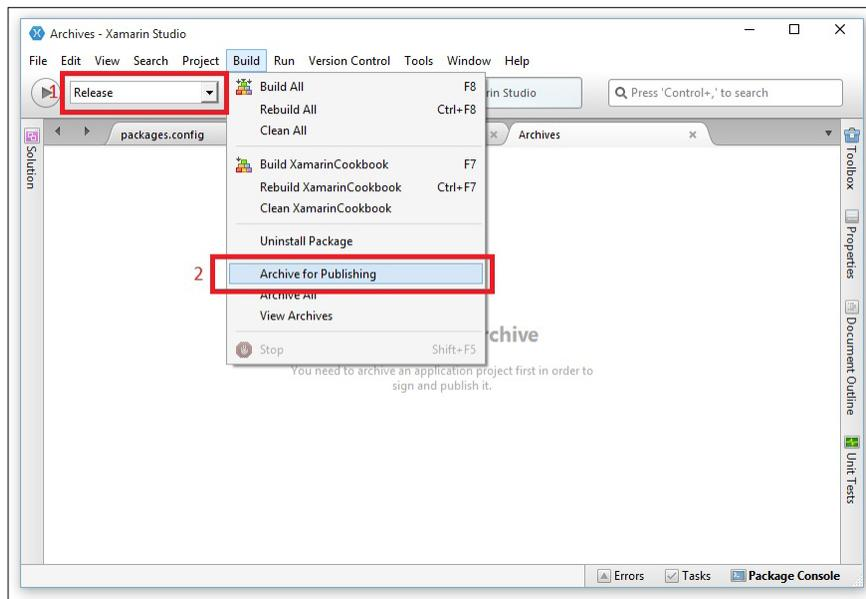 Archives - Xamarin Studio
File Edit View Search Project Build Run Version Control Tools Window Help
1 Release
rin Studio
Press 'Control+,' to search
Build All F8
Rebuild All Ctrl+F8
Clean All
Build XamarinCookbook F7
Rebuild XamarinCookbook Ctrl+F7
Clean XamarinCookbook
Uninstall Package
2 Archive for Publishing
Archive All
View Archives
Stop Shift+F5
packages.config
Archives
Solution
chive
You need to archive an application project first in order to
sign and publish it.
Toolbox
Properties
Document Outline
Unit Tests
Errors Tasks Package Console